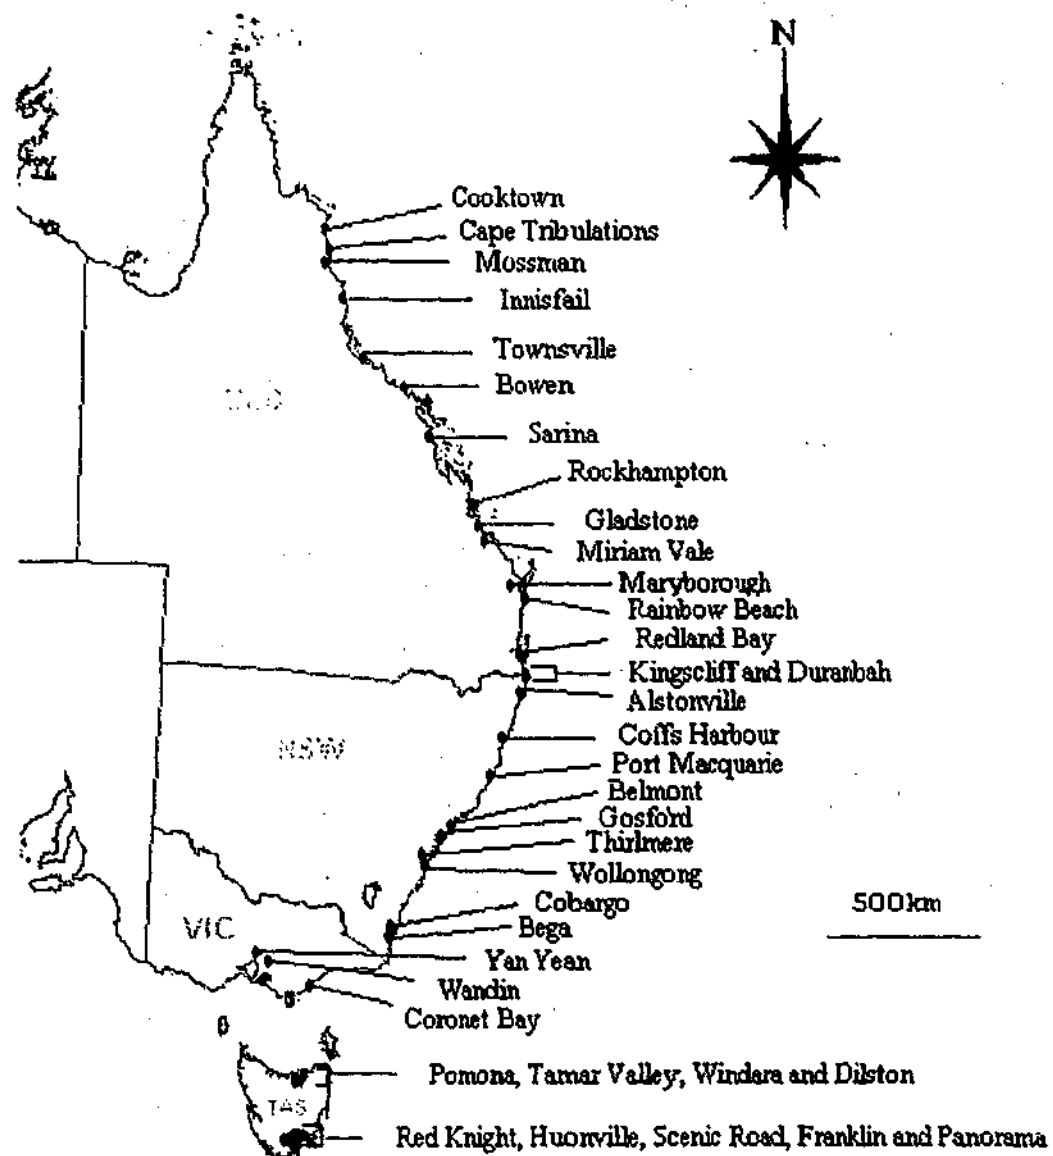 N
Cooktown
Cape Tribulations
Mossman
Innisfail
Townsville
Bowen
QLD
Sarina
Rockhampton
Gladstone
Miriam Vale
Maryborough
Rainbow Beach
Redland Bay
Kingscliff and Duranbah
Alstonville
Coffs Harbour
NSW
Port Macquarie
Belmont
Gosford
Thirlmere
Wollongong
Cobargo
500km
Bega
VIC
Yan Yean
Wandin
Coronet Bay
Pomona, Tamar Valley, Windara and Dilston
TAS
Red Knight, Huonville, Scenic Road, Franklin and Panorama